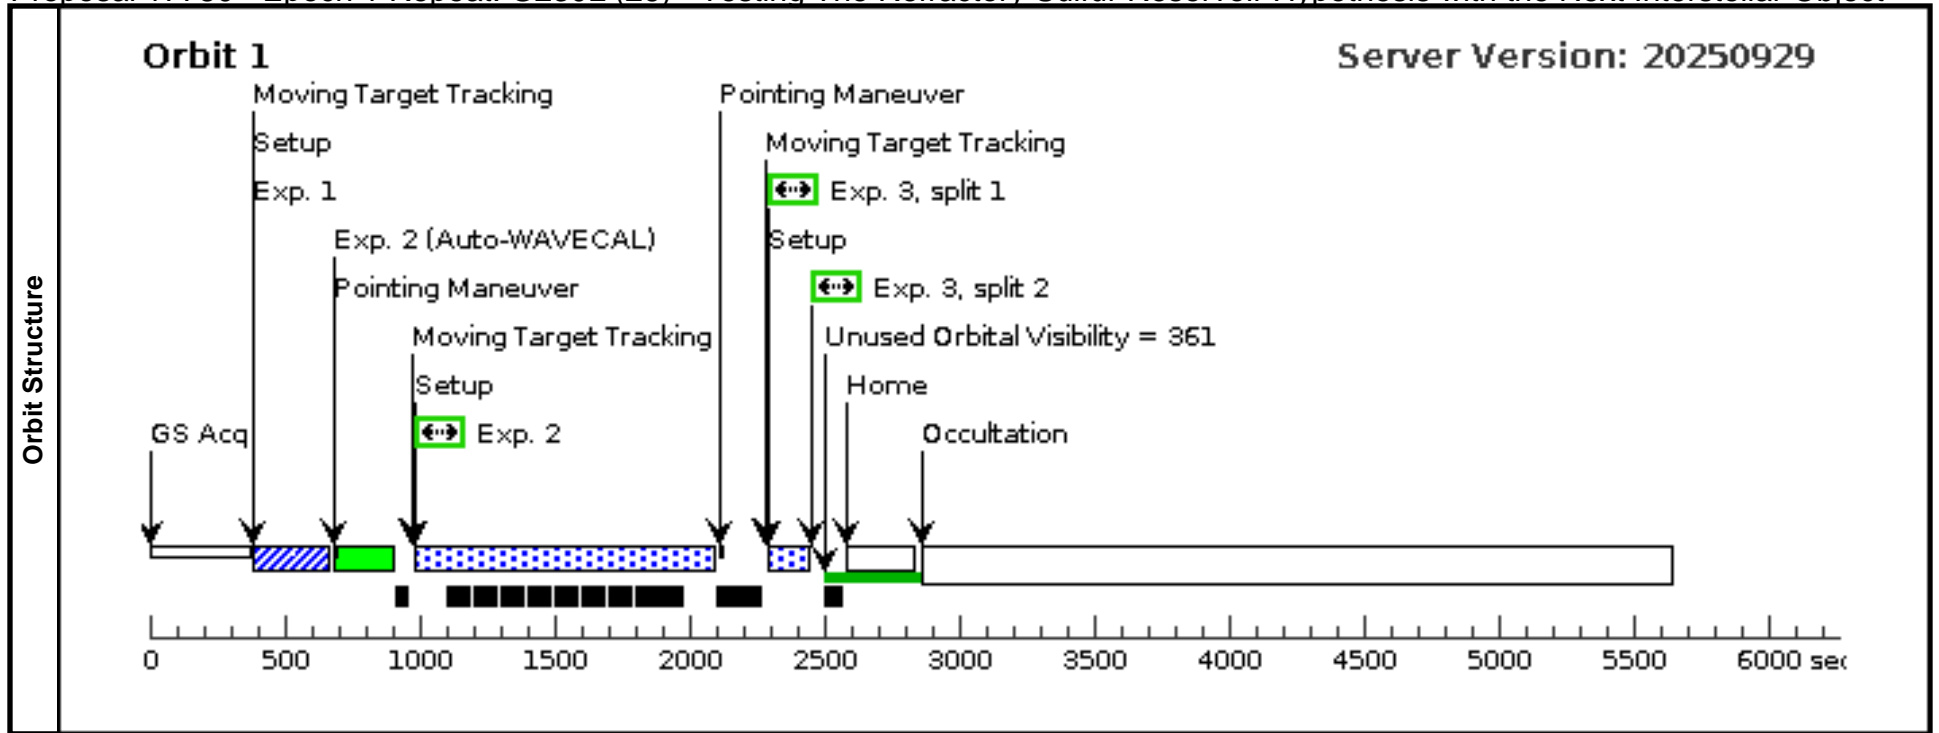 Orbit 1
Server Version: 20250929
Moving Target Tracking
Pointing Maneuver
Setup
Moving Target Tracking
Exp. 1
Exp. 3, split 1
Exp. 2 (Auto-WAVECAL)
Setup
Pointing Maneuver
Exp. 3, split 2
Moving Target Tracking
Unused Orbital Visibility = 361
Setup
Home
GS Acq
Exp. 2
Occultation
Orbit Structure
0 500 1000 1500 2000 2500 3000 3500 4000 4500 5000 5500 6000 sec